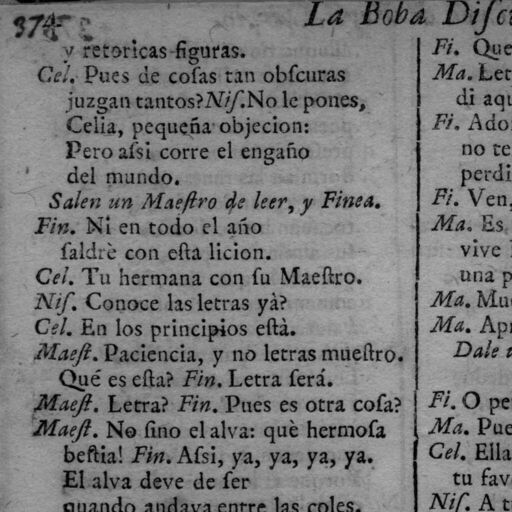 374
La Boba Disc
y retoricas figuras.
Cel. Pues de coſas tan obſcuras
juzgan tantos? Niſ. No le pones,
Celia, pequeña objecion:
Pero aſsi corre el engaño
del mundo.
Salen un Maeſtro de leer, y Finea.
Fin. Ni en todo el año
ſaldrè con eſta licion.
Cel. Tu hermana con ſu Maeſtro.
Niſ. Conoce las letras yà?
Cel. En los principios eſtà.
Maeſt. Paciencia, y no letras mueſtro.
Qué es eſta? Fin. Letra ſerá.
Maeſt. Letra? Fin. Pues es otra coſa?
Maeſt. No ſino el alva: què hermoſa
beſtia! Fin. Aſsi, ya, ya, ya, ya.
El alva deve de ſer
quando andava entre las coles.
Fi. Que
Ma. Let
di aqu
Fi. Ado
no te
perdi
Fi. Ven,
Ma. Es
vive
una p
Ma. Mu
Ma. Apr
Dale
Fi. O pe
Ma. Pue
Cel. Ella
tu fav
Niſ. A t